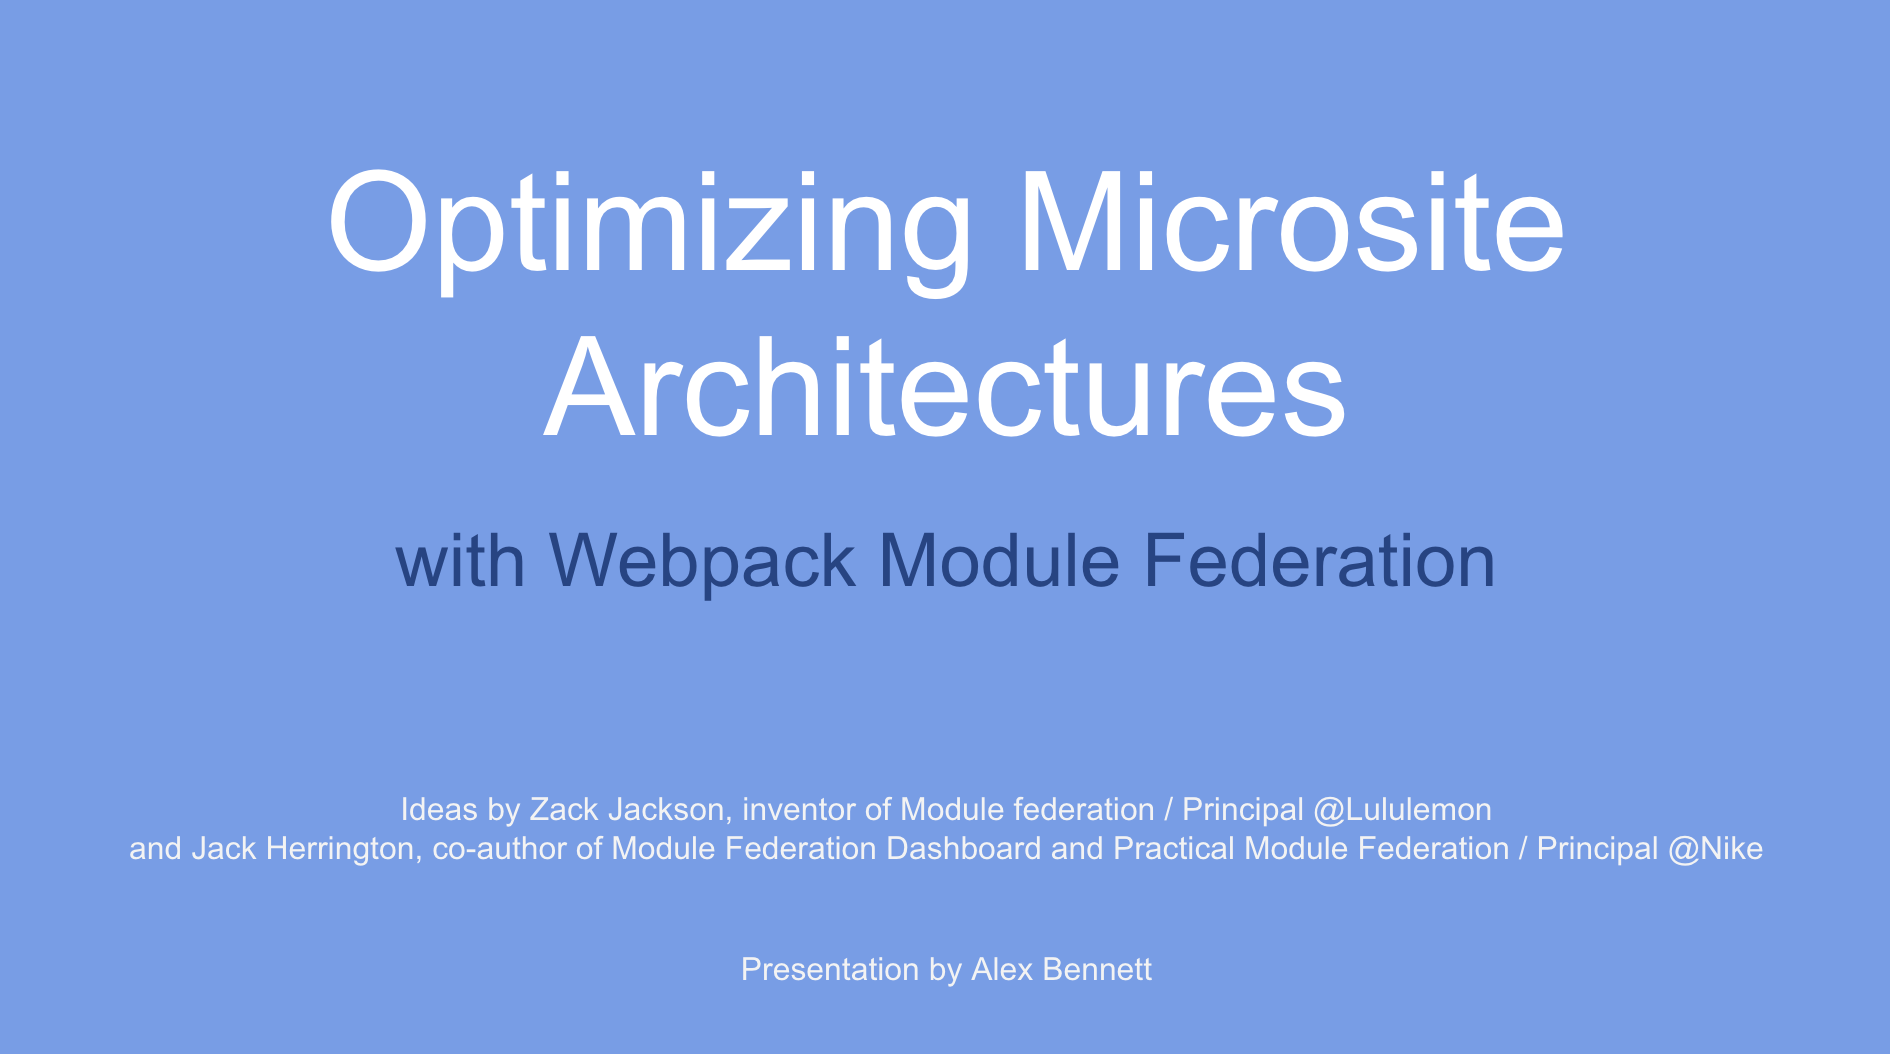 Optimizing Microsite
Architectures
with Webpack Module Federation
Ideas by Zack Jackson, inventor of Module federation / Principal @Lululemon
and Jack Herrington, co-author of Module Federation Dashboard and Practical Module Federation / Principal @Nike
Presentation by Alex Bennett